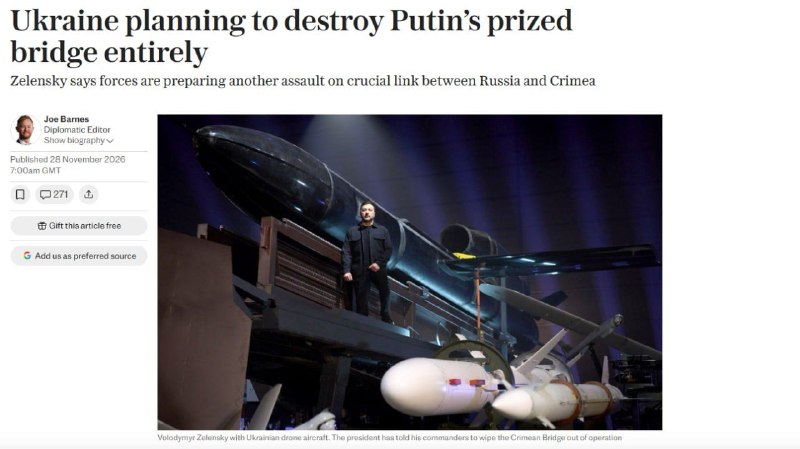 Ukraine planning to destroy Putin’s prized
bridge entirely
Zelensky says forces are preparing another assault on crucial link between Russia and Crimea
Joe Barnes
Diplomatic Editor
Show biography
Published 28 November 2026
7:00am GMT
271
Gift this article free
Add us as preferred source
Volodymyr Zelensky with Ukrainian drone aircraft. The president has told his commanders to wipe the Crimean Bridge out of operation